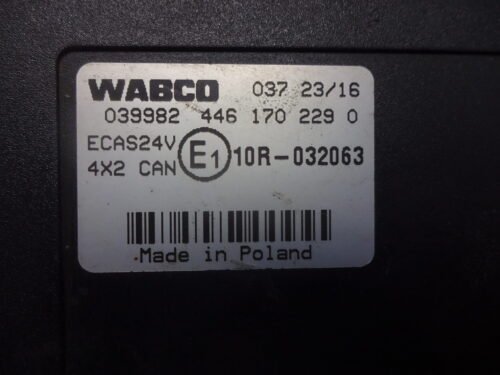 WABCO 037 23/16
039982 446 170 229 0
ECAS24V
4X2 CAN E1 10R-032063
Made in Poland